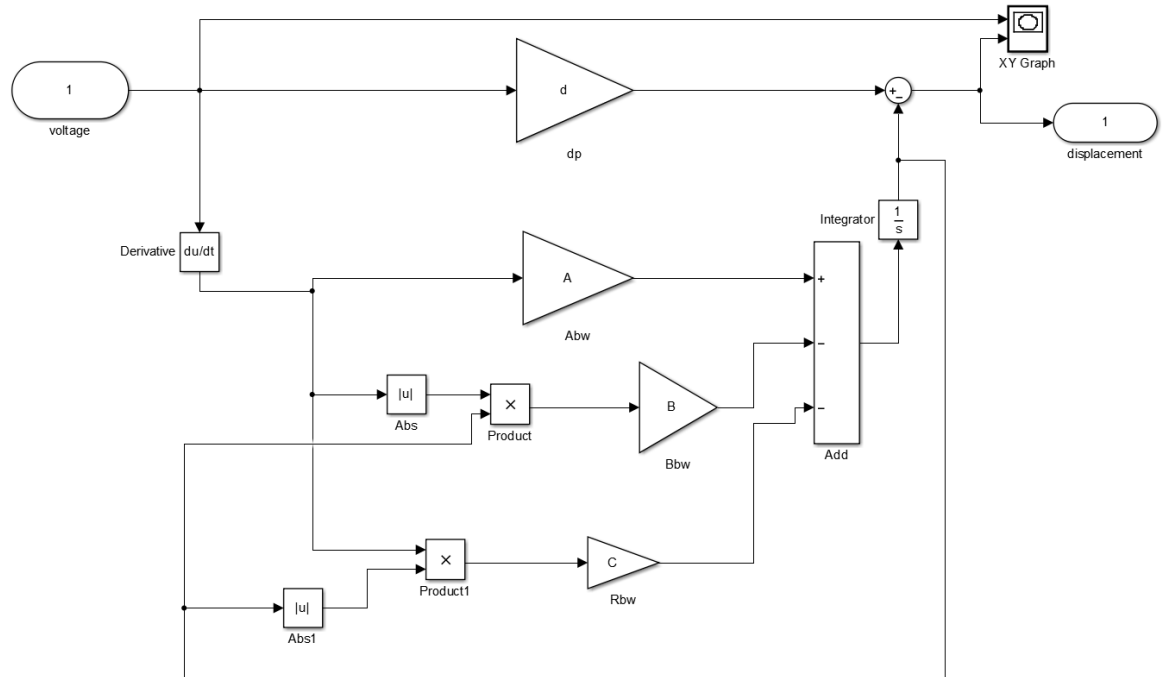 XY Graph
1
voltage
d
dp
+
−
1
displacement
Integrator
1
s
Derivative
du/dt
A
Abw
+
−
−
Add
|u|
Abs
×
Product
B
Bbw
×
Product1
C
Rbw
|u|
Abs1